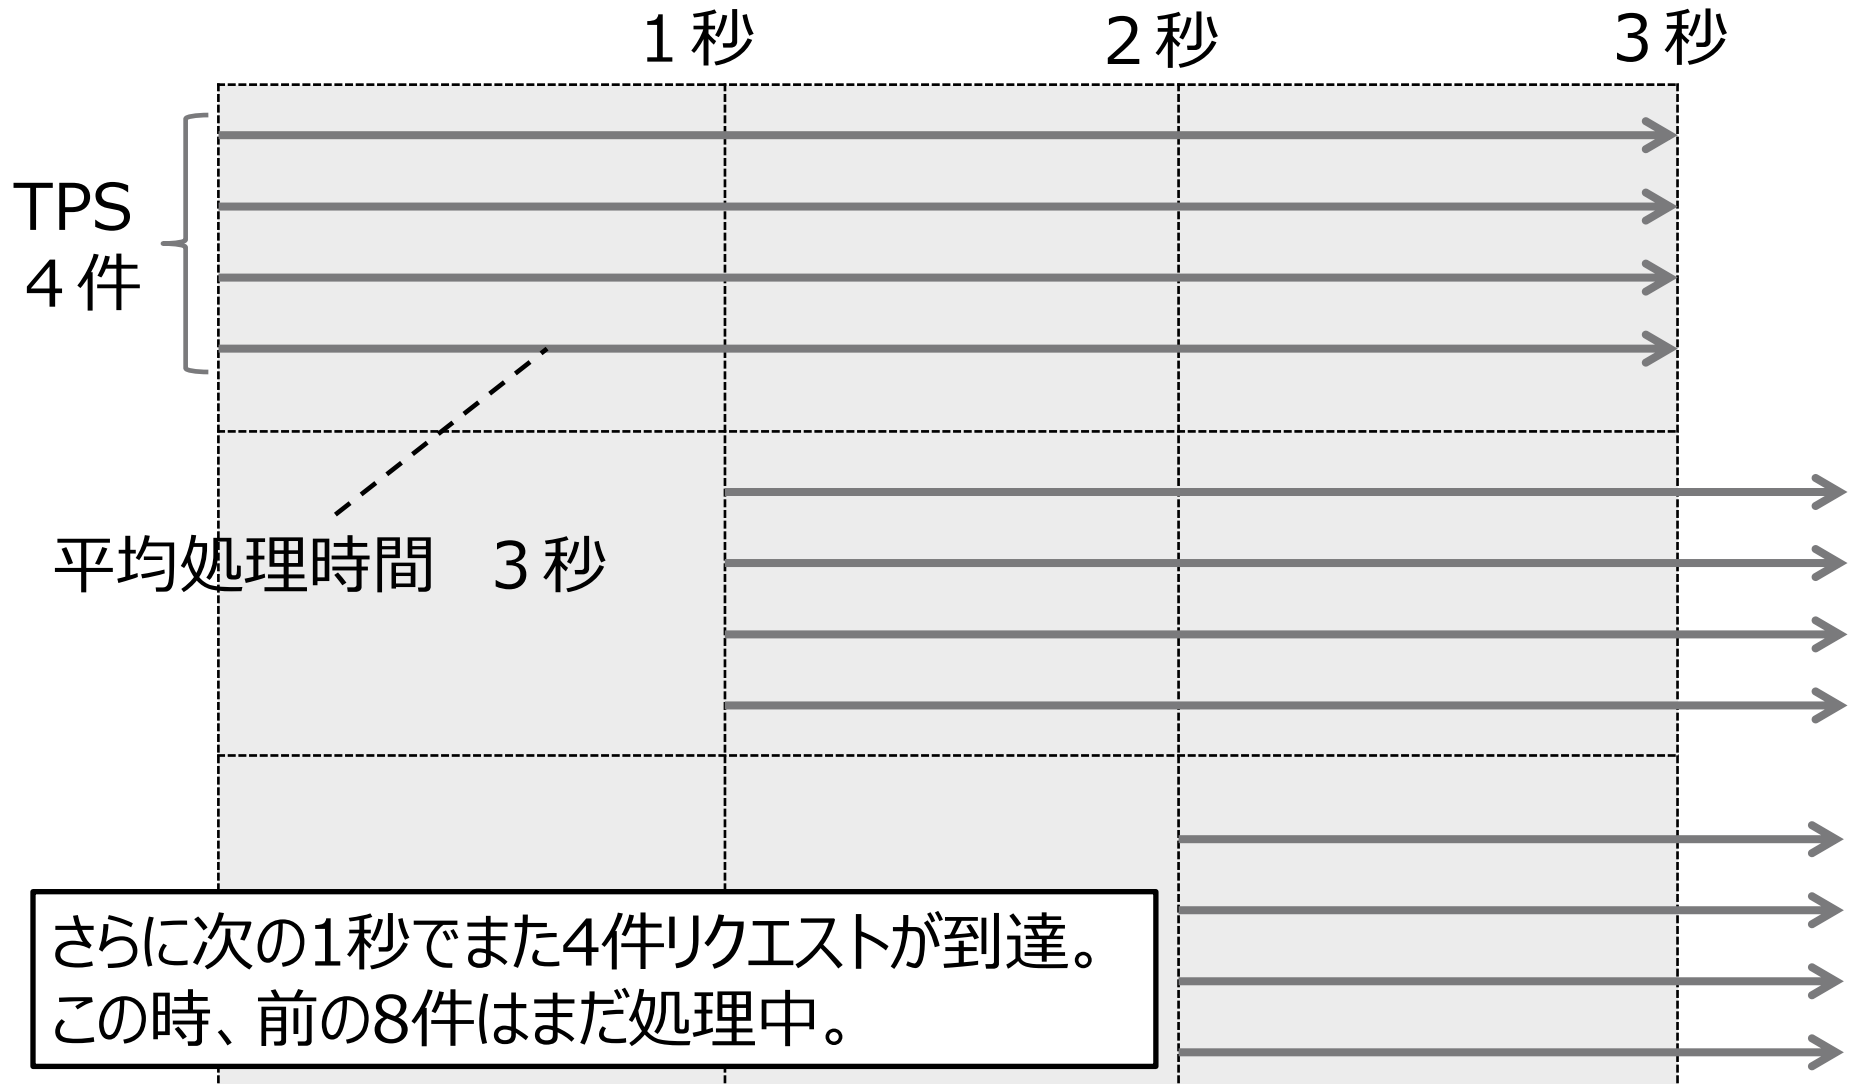 １秒
２秒
３秒
TPS
４件
平均処理時間　３秒
さらに次の1秒でまた4件リクエストが到達。
この時、前の8件はまだ処理中。